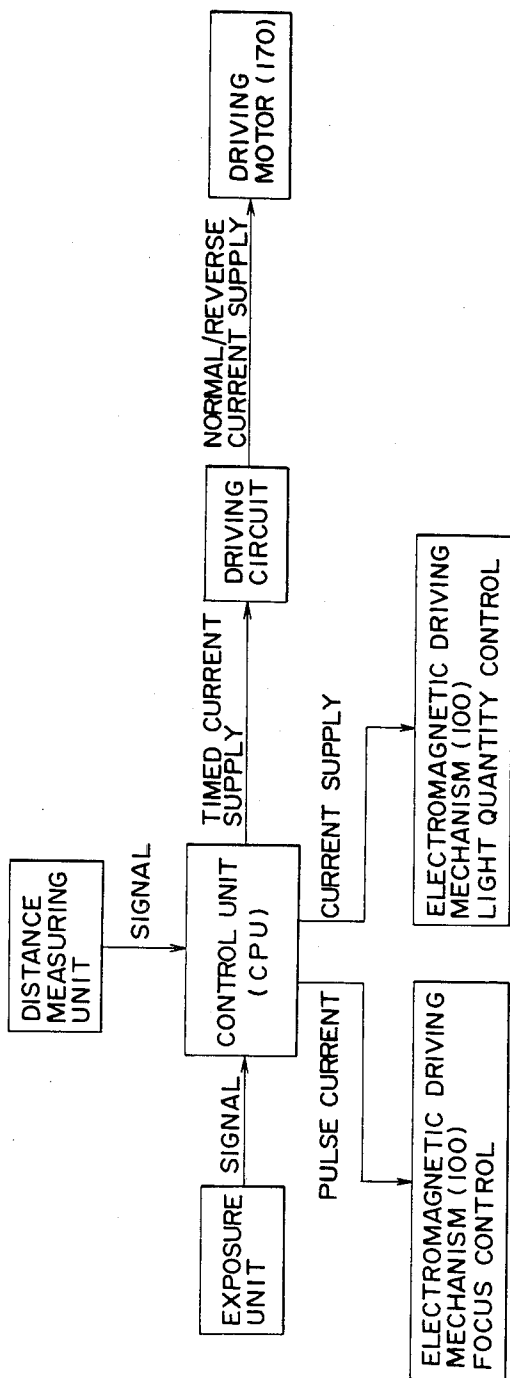 DISTANCE
MEASURING
UNIT
SIGNAL
EXPOSURE
UNIT
SIGNAL
CONTROL UNIT
(CPU)
TIMED CURRENT
SUPPLY
DRIVING
CIRCUIT
NORMAL/REVERSE
CURRENT SUPPLY
DRIVING
MOTOR (170)
PULSE CURRENT
CURRENT SUPPLY
ELECTROMAGNETIC DRIVING
MECHANISM (100)
FOCUS CONTROL
ELECTROMAGNETIC DRIVING
MECHANISM (100)
LIGHT QUANTITY CONTROL